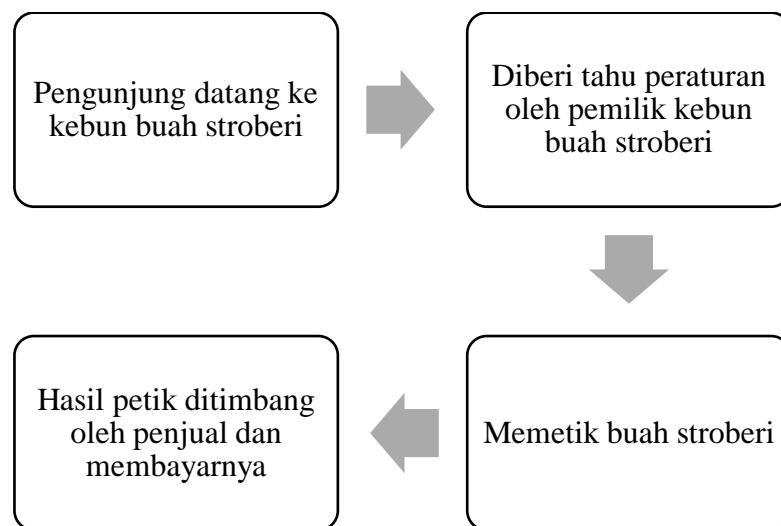 Pengunjung datang ke
kebun buah stroberi
Diberi tahu peraturan
oleh pemilik kebun
buah stroberi
Memetik buah stroberi
Hasil petik ditimbang
oleh penjual dan
membayarnya